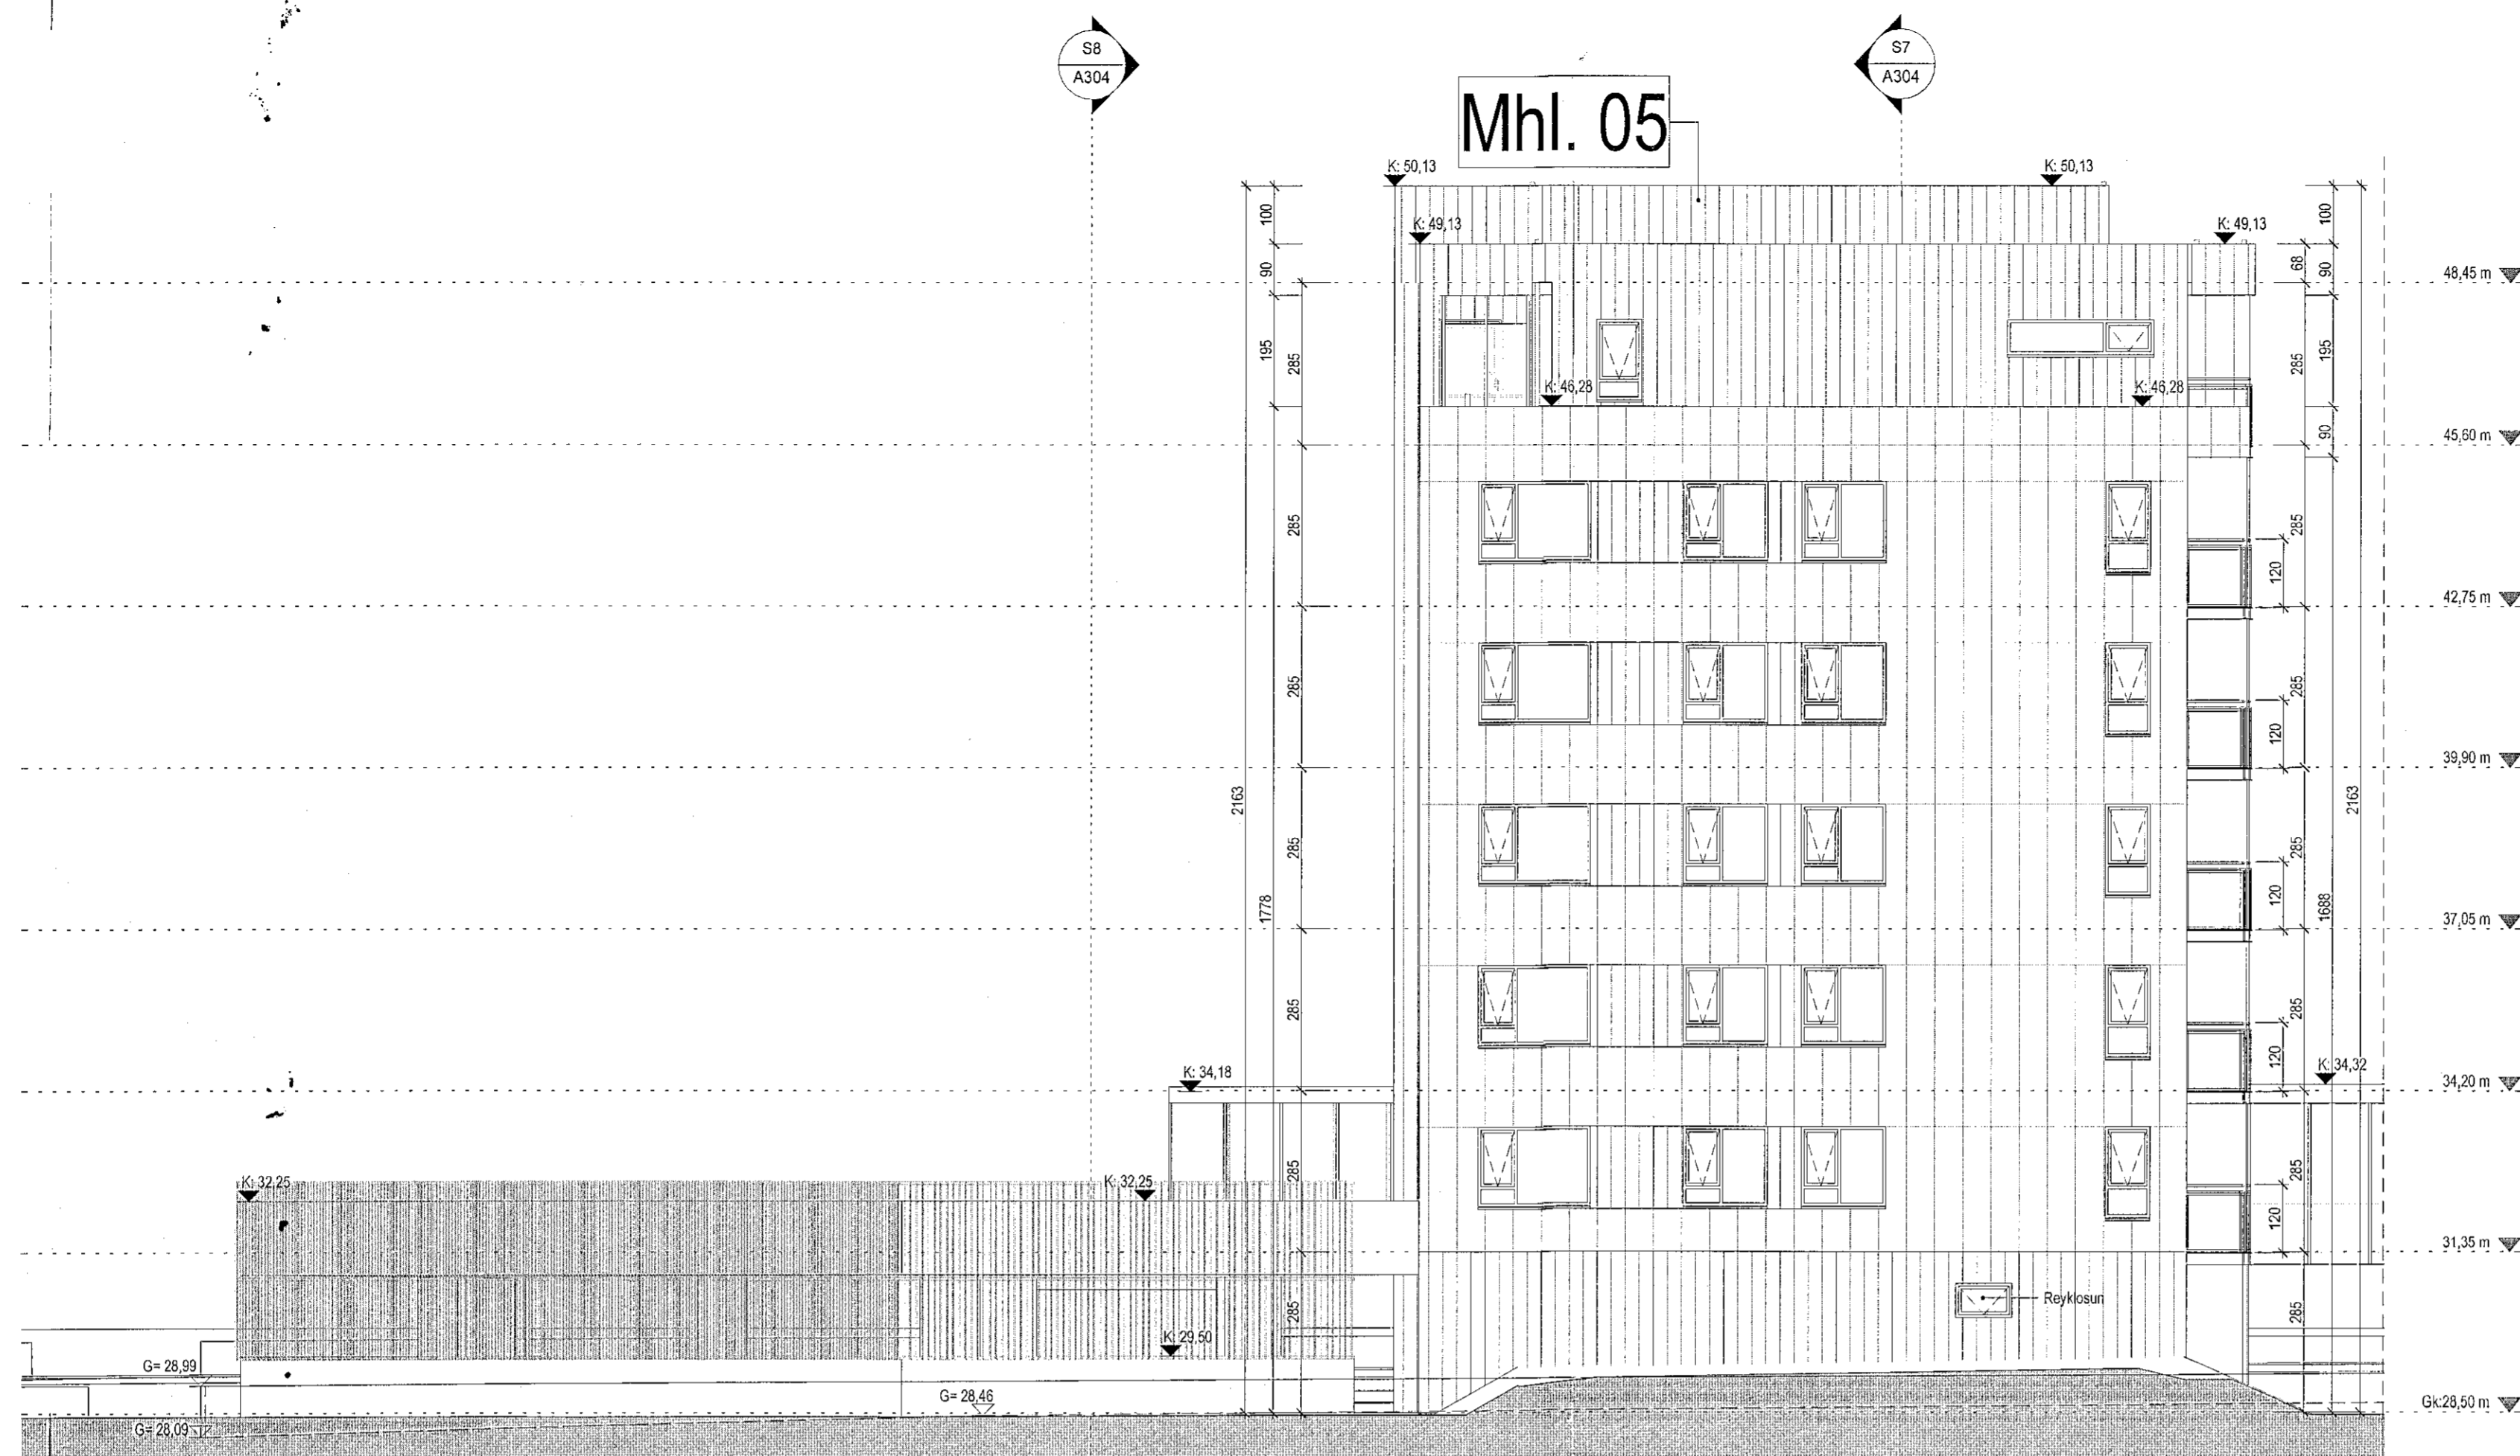 S8
A304
S7
A304
Mhl. 05
K: 50,13
K: 50,13
K: 49,13
K: 49,13
100
100
90
68
90
48,45 m
195
285
285
195
K: 46,28
K: 46,28
90
45,60 m
285
285
120
42,75 m
285
285
120
39,90 m
2163
2163
285
285
120
1778
1688
37,05 m
285
285
120
K: 34,18
K: 34,32
34,20 m
285
285
K: 32,25
K: 32,25
120
31,35 m
285
285
Reyklosun
K: 29,50
G= 28,99
G= 28,46
Gk:28,50 m
G= 28,09